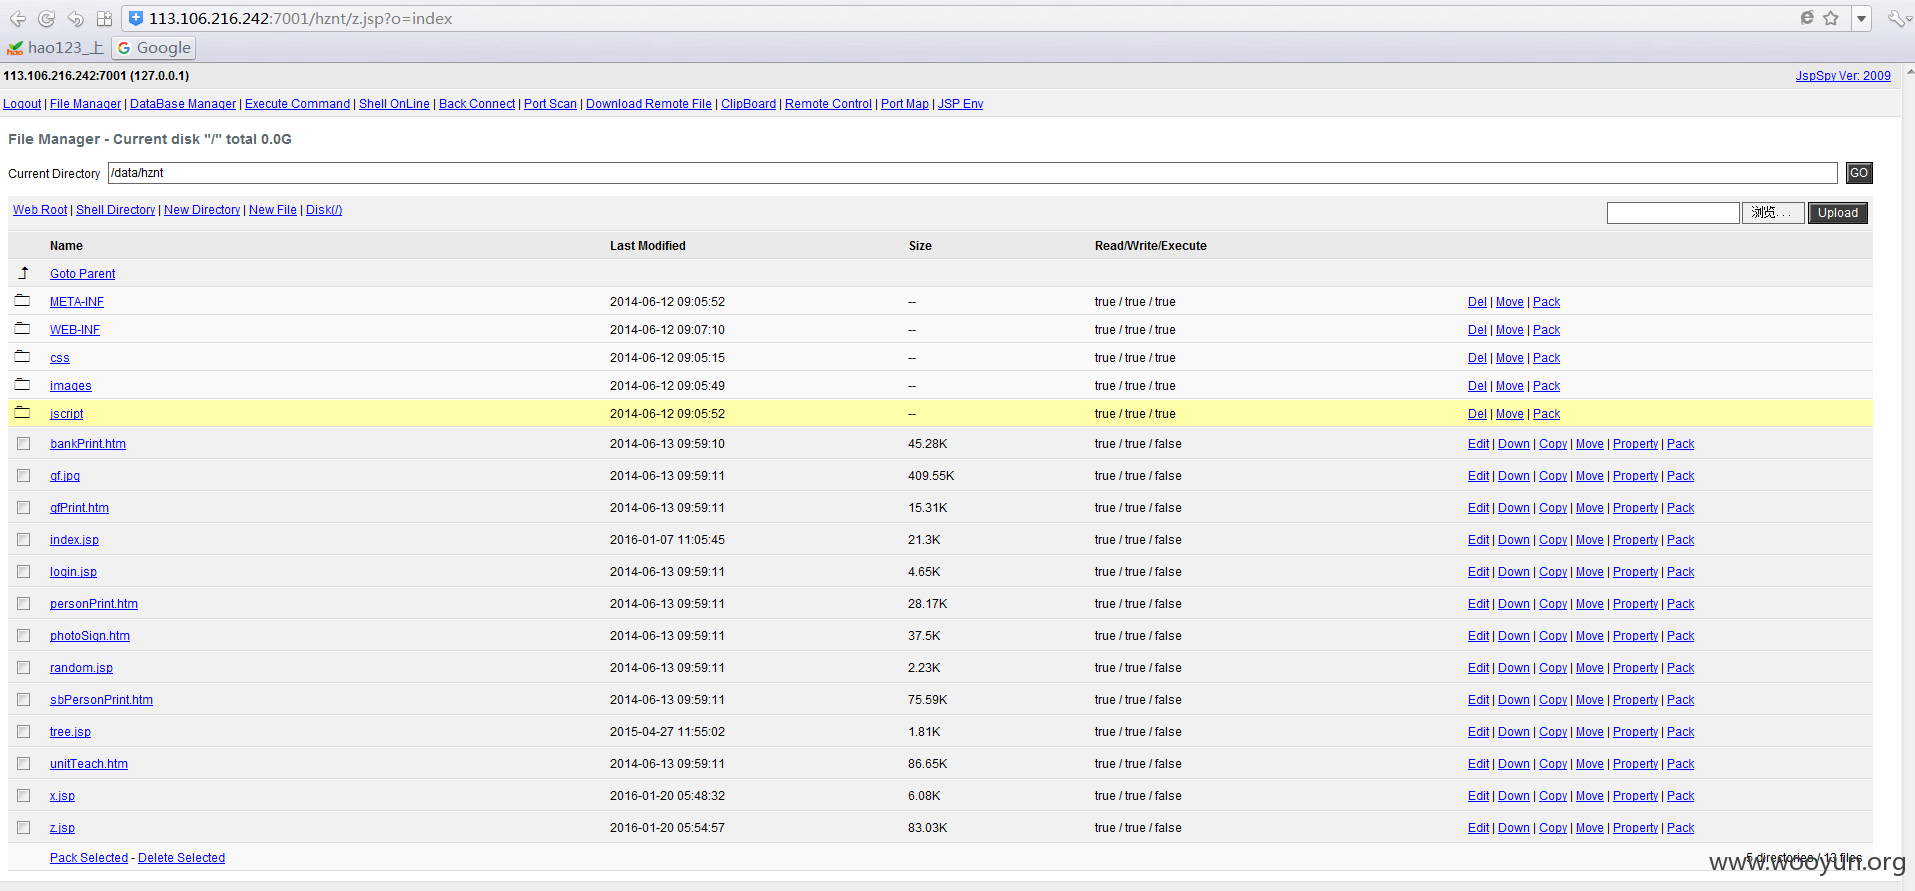 113.106.216.242:7001/hznt/z.jsp?o=index
hao123_上 Google
113.106.216.242:7001 (127.0.0.1) JspSpy Ver: 2009
Logout | File Manager | DataBase Manager | Execute Command | Shell OnLine | Back Connect | Port Scan | Download Remote File | ClipBoard | Remote Control | Port Map | JSP Env
File Manager - Current disk "/" total 0.0G
Current Directory /data/hznt GO
Web Root | Shell Directory | New Directory | New File | Disk(/) 浏览... Upload
Name Last Modified Size Read/Write/Execute
Goto Parent
META-INF 2014-06-12 09:05:52 -- true / true / true Del | Move | Pack
WEB-INF 2014-06-12 09:07:10 -- true / true / true Del | Move | Pack
css 2014-06-12 09:05:15 -- true / true / true Del | Move | Pack
images 2014-06-12 09:05:49 -- true / true / true Del | Move | Pack
jscript 2014-06-12 09:05:52 -- true / true / true Del | Move | Pack
bankPrint.htm 2014-06-13 09:59:10 45.28K true / true / false Edit | Down | Copy | Move | Property | Pack
gf.jpg 2014-06-13 09:59:11 409.55K true / true / false Edit | Down | Copy | Move | Property | Pack
gfPrint.htm 2014-06-13 09:59:11 15.31K true / true / false Edit | Down | Copy | Move | Property | Pack
index.jsp 2016-01-07 11:05:45 21.3K true / true / false Edit | Down | Copy | Move | Property | Pack
login.jsp 2014-06-13 09:59:11 4.65K true / true / false Edit | Down | Copy | Move | Property | Pack
personPrint.htm 2014-06-13 09:59:11 28.17K true / true / false Edit | Down | Copy | Move | Property | Pack
photoSign.htm 2014-06-13 09:59:11 37.5K true / true / false Edit | Down | Copy | Move | Property | Pack
random.jsp 2014-06-13 09:59:11 2.23K true / true / false Edit | Down | Copy | Move | Property | Pack
sbPersonPrint.htm 2014-06-13 09:59:11 75.59K true / true / false Edit | Down | Copy | Move | Property | Pack
tree.jsp 2015-04-27 11:55:02 1.81K true / true / false Edit | Down | Copy | Move | Property | Pack
unitTeach.htm 2014-06-13 09:59:11 86.65K true / true / false Edit | Down | Copy | Move | Property | Pack
x.jsp 2016-01-20 05:48:32 6.08K true / true / false Edit | Down | Copy | Move | Property | Pack
z.jsp 2016-01-20 05:54:57 83.03K true / true / false Edit | Down | Copy | Move | Property | Pack
Pack Selected - Delete Selected 5 directories / 13 files
www.wooyun.org